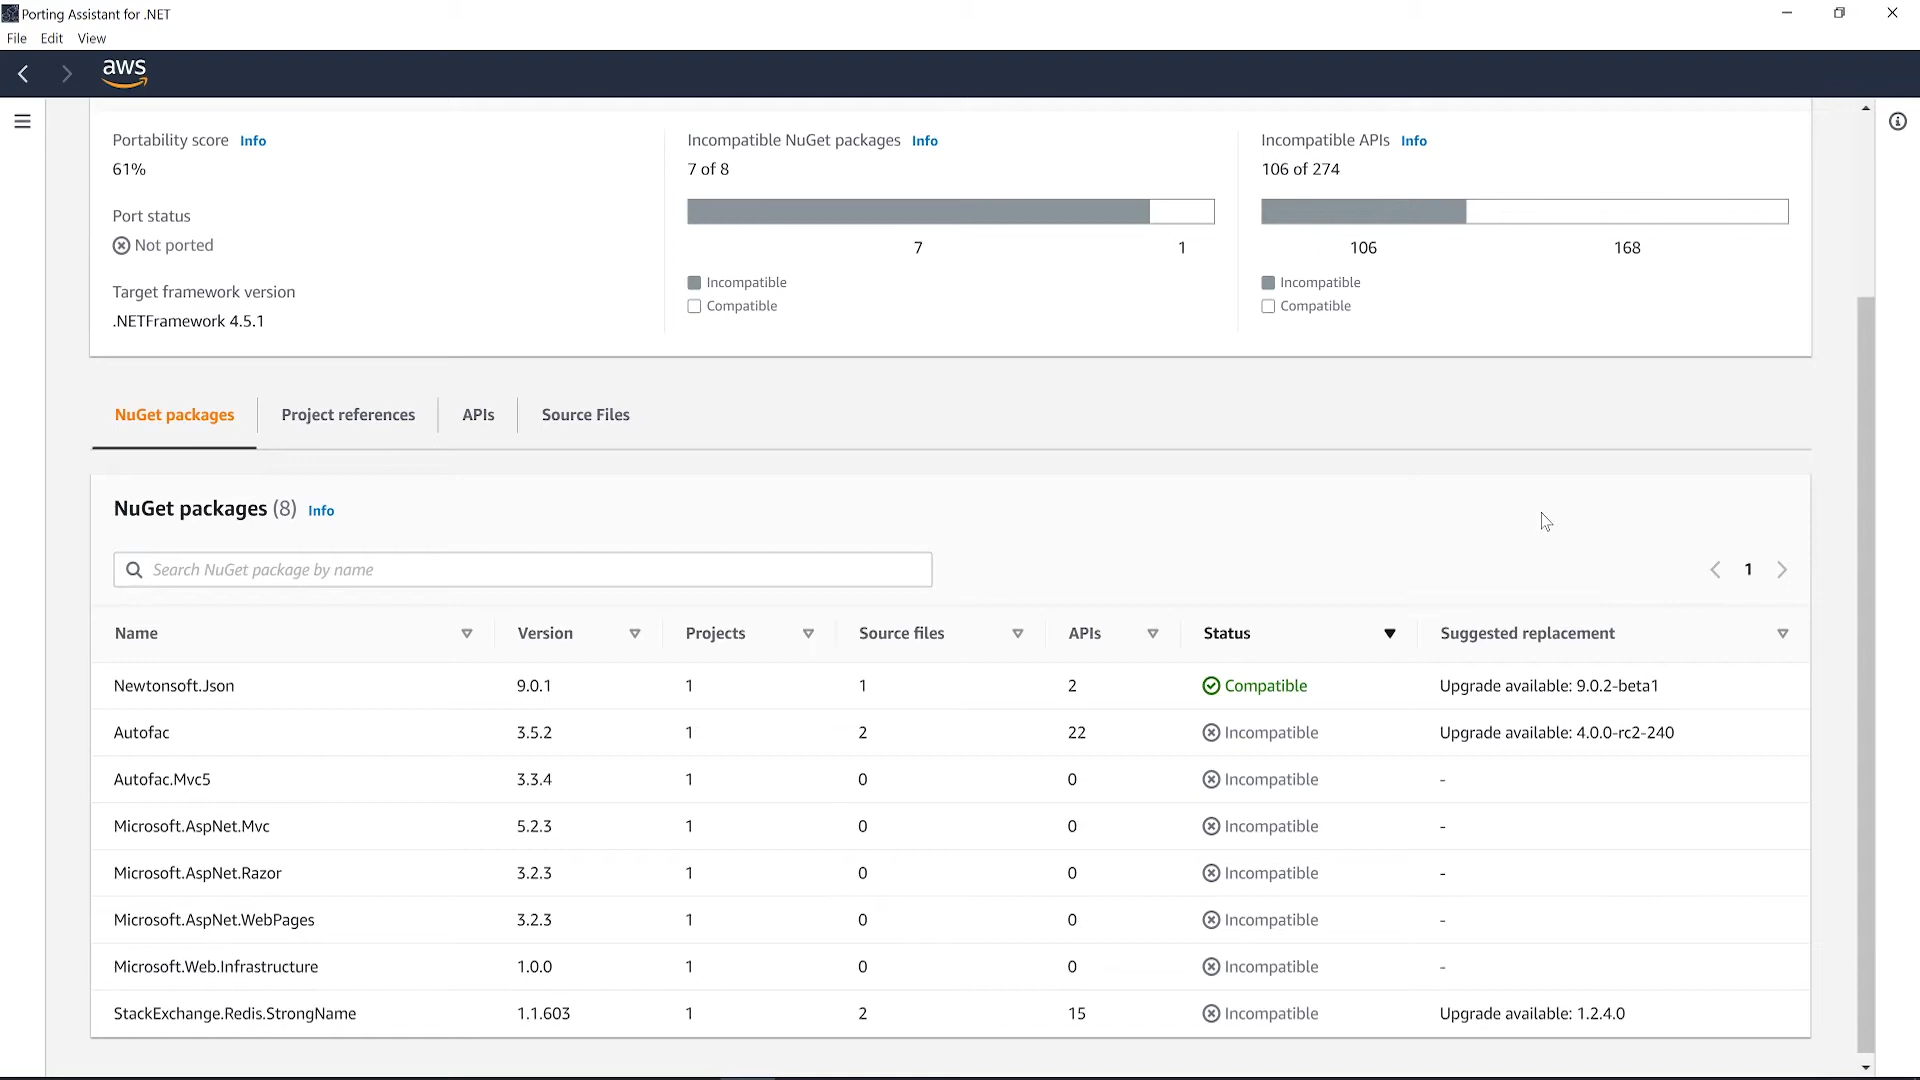 Porting Assistant for .NET
File Edit View
aws
Portability score Info
61%
Port status
Not ported
Target framework version
.NETFramework 4.5.1
Incompatible NuGet packages Info
7 of 8
7 1
Incompatible
Compatible
Incompatible APIs Info
106 of 274
106 168
Incompatible
Compatible
NuGet packages Project references APIs Source Files
NuGet packages (8) Info
Search NuGet package by name
1
Name Version Projects Source files APIs Status Suggested replacement
Newtonsoft.Json 9.0.1 1 1 2 Compatible Upgrade available: 9.0.2-beta1
Autofac 3.5.2 1 2 22 Incompatible Upgrade available: 4.0.0-rc2-240
Autofac.Mvc5 3.3.4 1 0 0 Incompatible -
Microsoft.AspNet.Mvc 5.2.3 1 0 0 Incompatible -
Microsoft.AspNet.Razor 3.2.3 1 0 0 Incompatible -
Microsoft.AspNet.WebPages 3.2.3 1 0 0 Incompatible -
Microsoft.Web.Infrastructure 1.0.0 1 0 0 Incompatible -
StackExchange.Redis.StrongName 1.1.603 1 2 15 Incompatible Upgrade available: 1.2.4.0